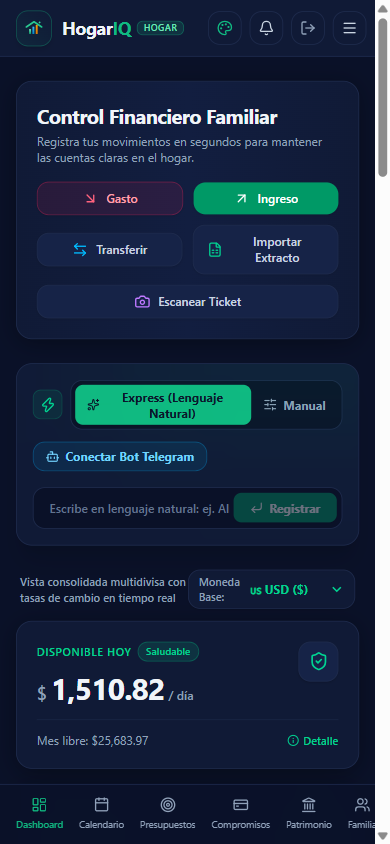 HogarIQ HOGAR
Control Financiero Familiar
Registra tus movimientos en segundos para mantener
las cuentas claras en el hogar.
Gasto
Ingreso
Transferir
Importar
Extracto
Escanear Ticket
Express (Lenguaje
Natural)
Manual
Conectar Bot Telegram
Escribe en lenguaje natural: ej. Al
Registrar
Vista consolidada multidivisa con
tasas de cambio en tiempo real
Moneda
Base:
US USD ($)
DISPONIBLE HOY Saludable
$ 1,510.82 / día
Mes libre: $25,683.97
Detalle
Dashboard
Calendario
Presupuestos
Compromisos
Patrimonio
Familia